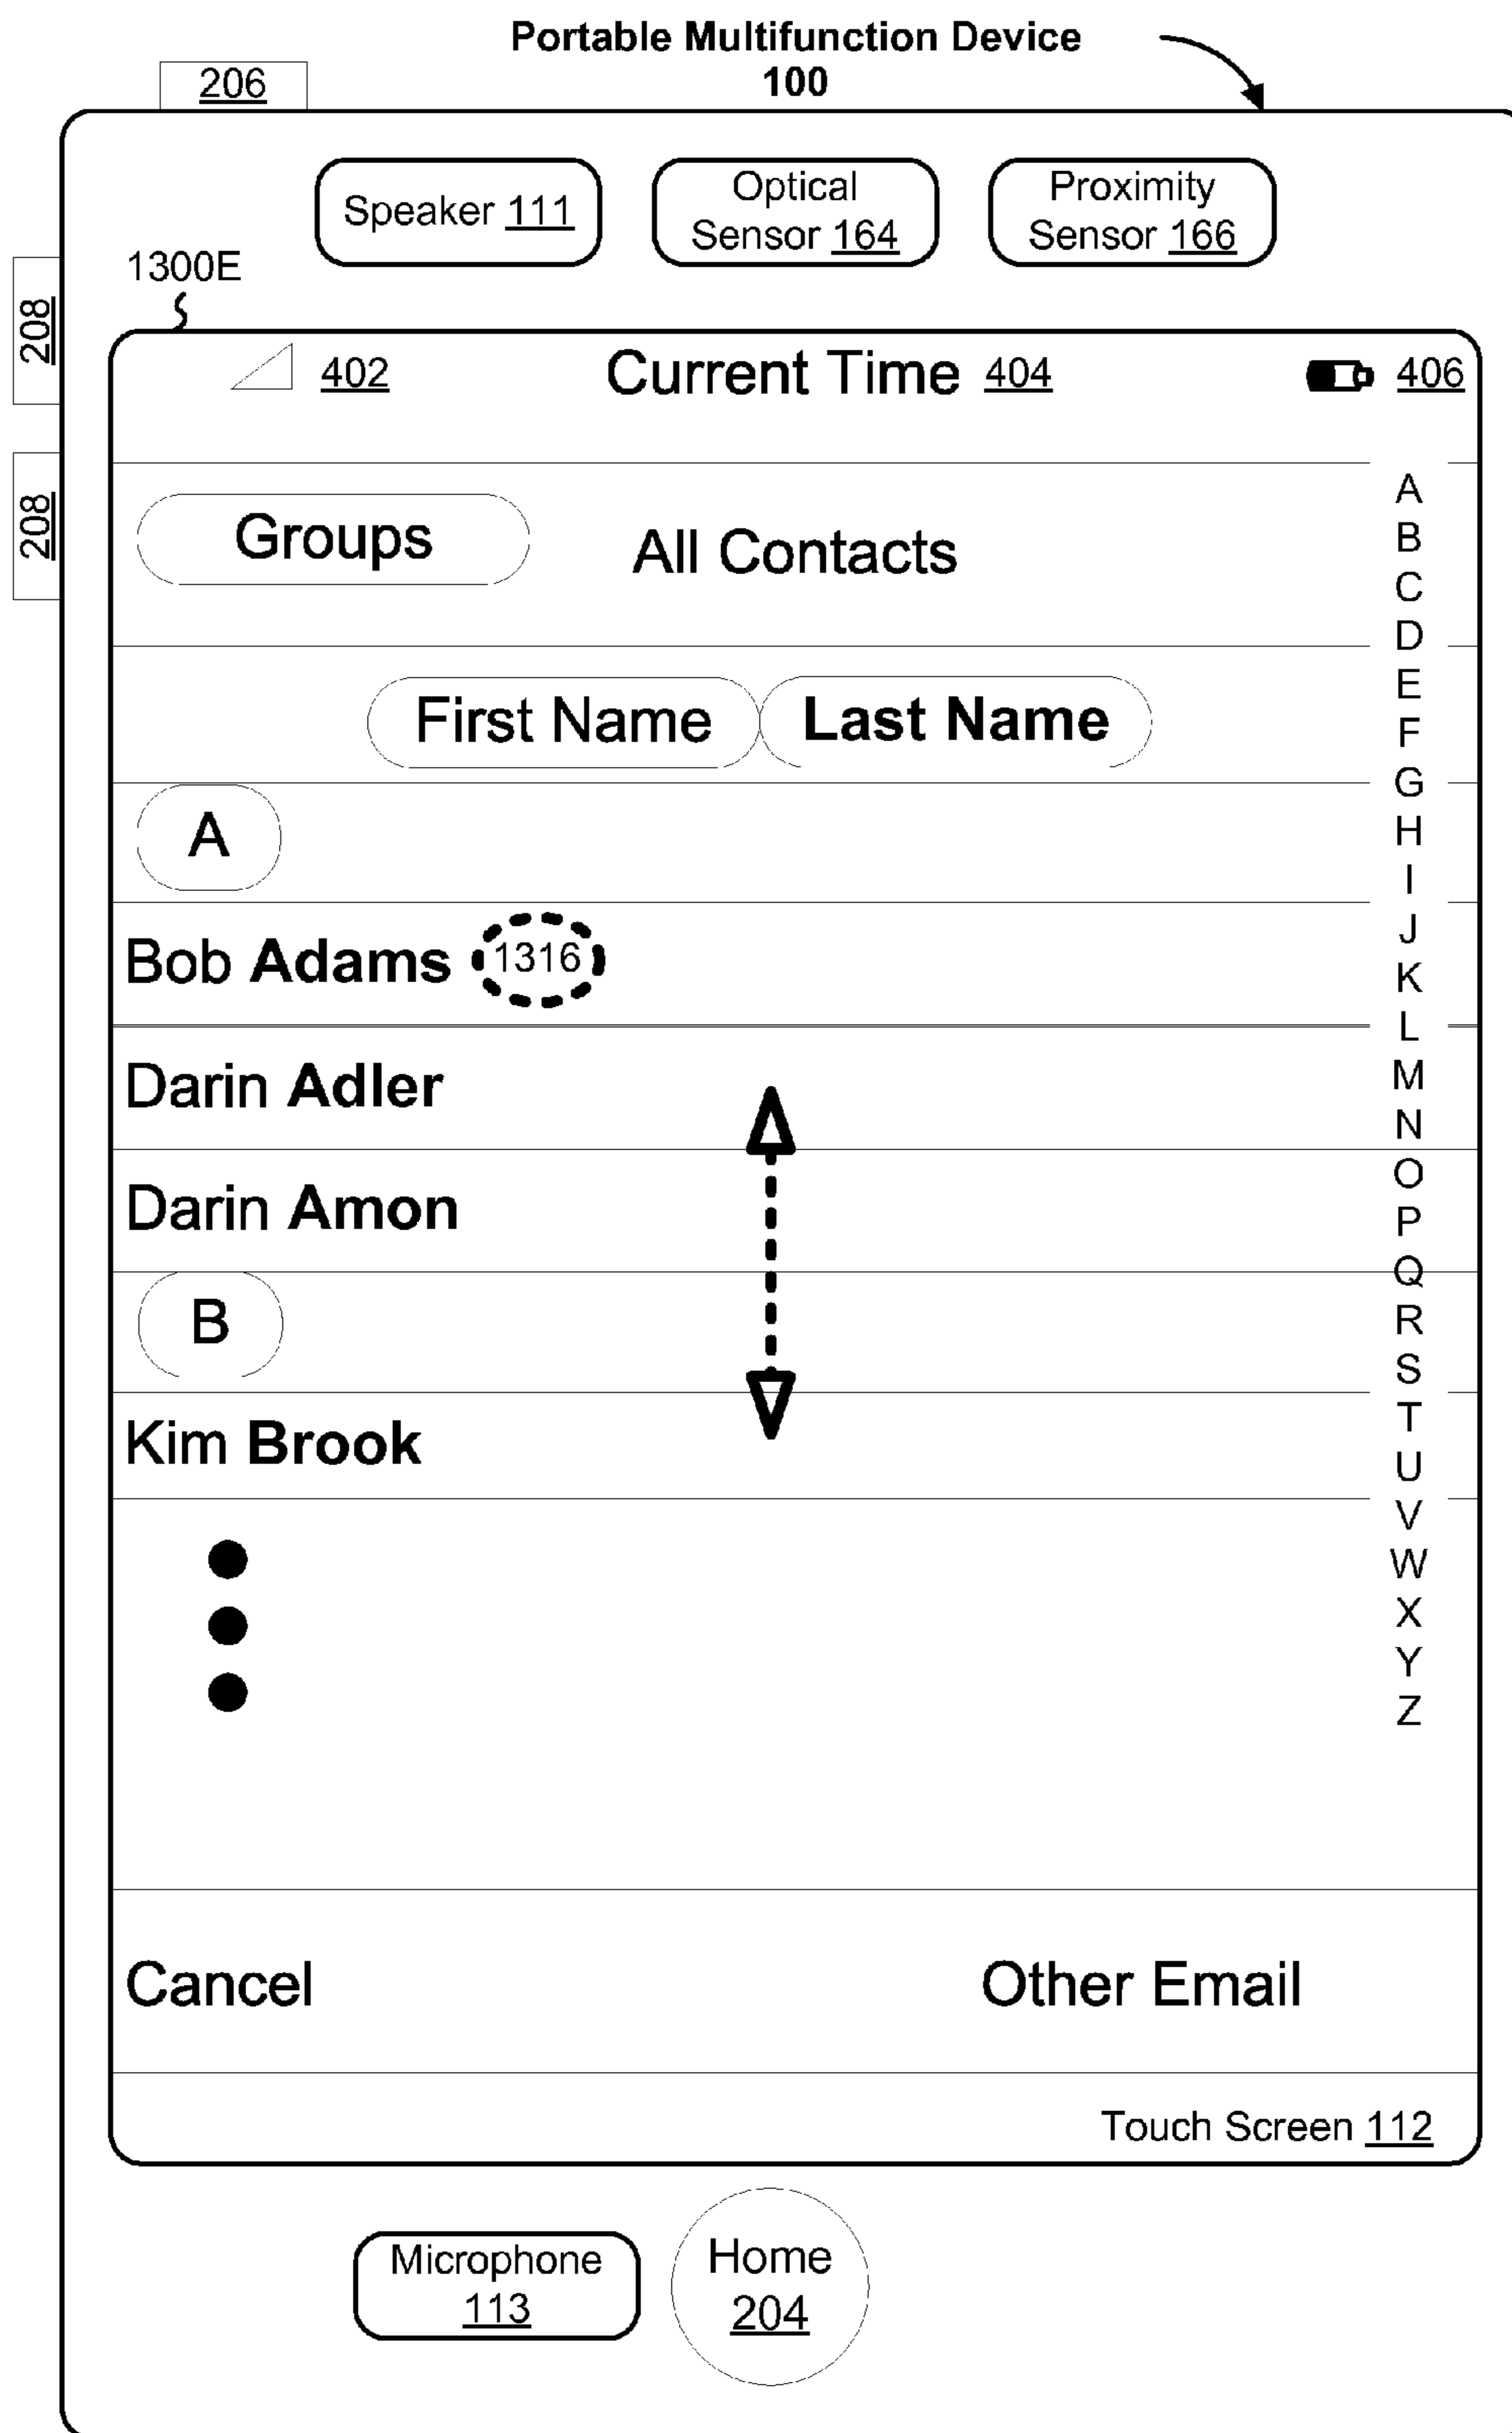 Portable Multifunction Device
100
206
Speaker 111
Optical
Sensor 164
Proximity
Sensor 166
1300E
208
208
402
Current Time 404
406
Groups
All Contacts
First Name
Last Name
A
Bob Adams
1316
Darin Adler
Darin Amon
B
Kim Brook
A
B
C
D
E
F
G
H
I
J
K
L
M
N
O
P
Q
R
S
T
U
V
W
X
Y
Z
Cancel
Other Email
Touch Screen 112
Microphone
113
Home
204